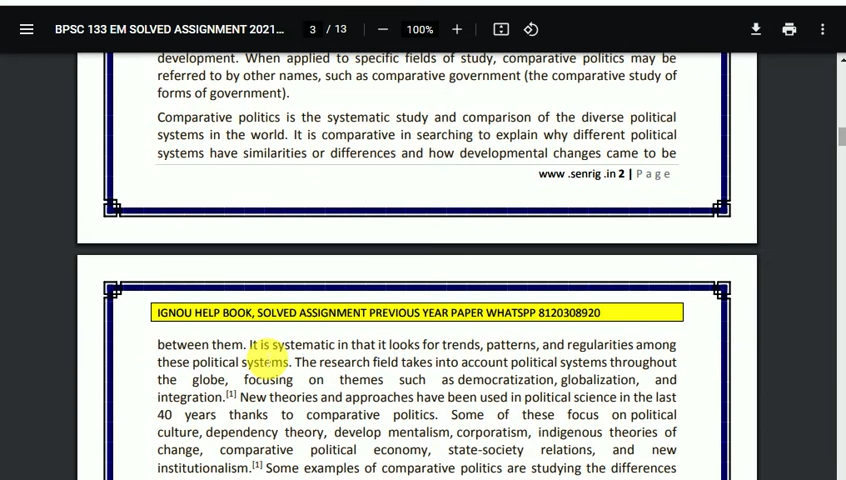 BPSC 133 EM SOLVED ASSIGNMENT 2021... 3 / 13 100%
development. When applied to specific fields of study, comparative politics may be
referred to by other names, such as comparative government (the comparative study of
forms of government).
Comparative politics is the systematic study and comparison of the diverse political
systems in the world. It is comparative in searching to explain why different political
systems have similarities or differences and how developmental changes came to be
www .senrig .in 2 | P a g e
IGNOU HELP BOOK, SOLVED ASSIGNMENT PREVIOUS YEAR PAPER WHATSPP 8120308920
between them. It is systematic in that it looks for trends, patterns, and regularities among
these political systems. The research field takes into account political systems throughout
the globe, focusing on themes such as democratization, globalization, and
integration.[1] New theories and approaches have been used in political science in the last
40 years thanks to comparative politics. Some of these focus on political
culture, dependency theory, develop mentalism, corporatism, indigenous theories of
change, comparative political economy, state-society relations, and new
institutionalism.[1] Some examples of comparative politics are studying the differences